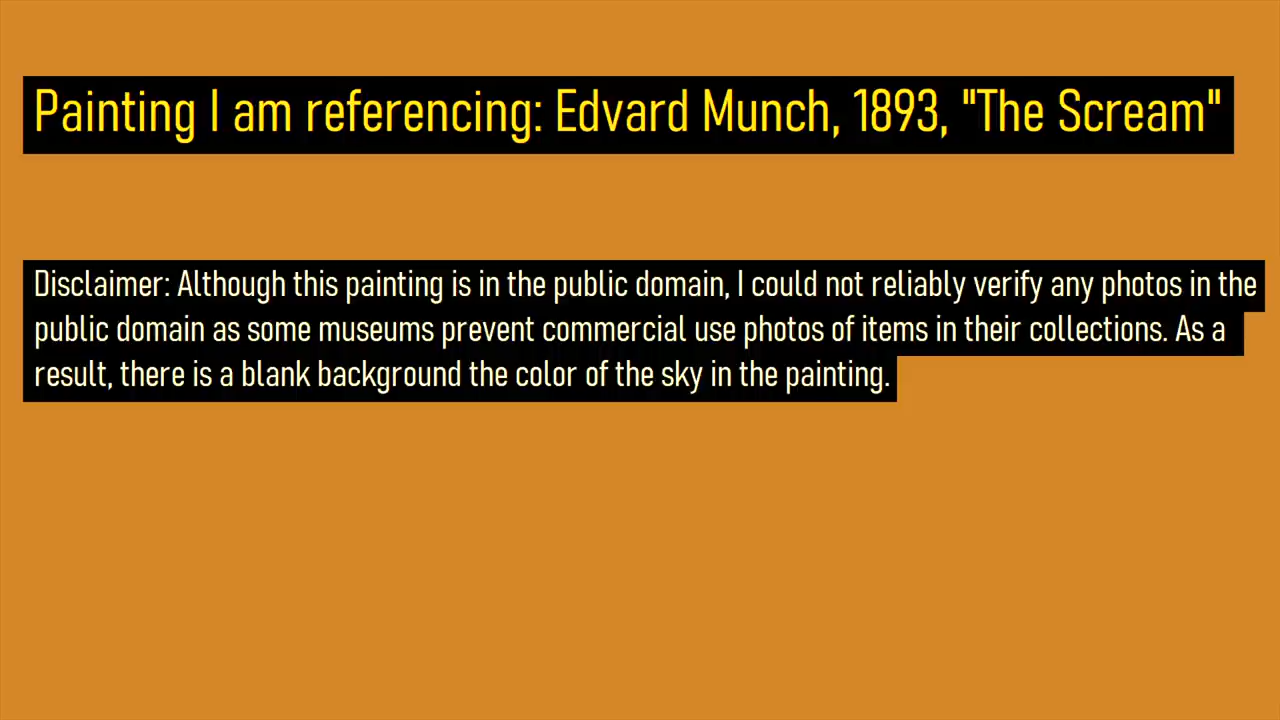 Painting I am referencing: Edvard Munch, 1893, "The Scream"
Disclaimer: Although this painting is in the public domain, I could not reliably verify any photos in the
public domain as some museums prevent commercial use photos of items in their collections. As a
result, there is a blank background the color of the sky in the painting.